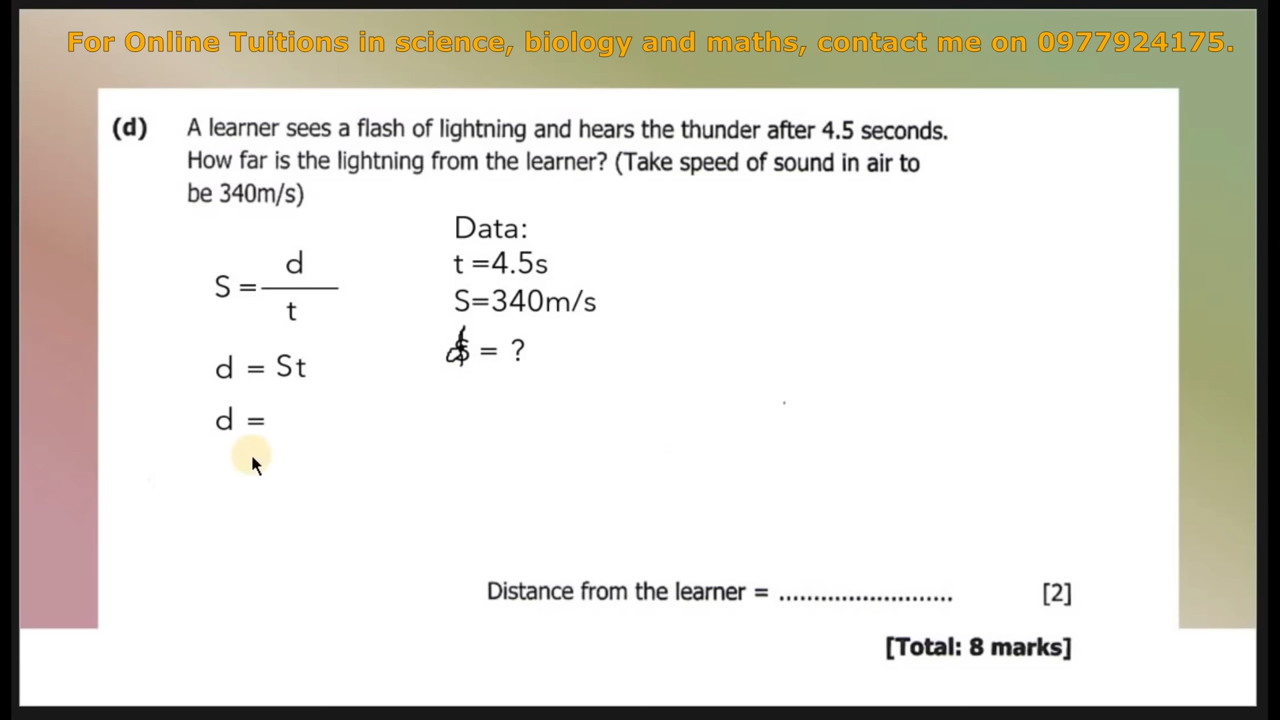 For Online Tuitions in science, biology and maths, contact me on 0977924175.
(d) A learner sees a flash of lightning and hears the thunder after 4.5 seconds.
How far is the lightning from the learner? (Take speed of sound in air to
be 340m/s)
Data:
t =4.5s
S=340m/s
d = ?
S = d
t
d = St
d =
Distance from the learner = .......................... [2]
[Total: 8 marks]